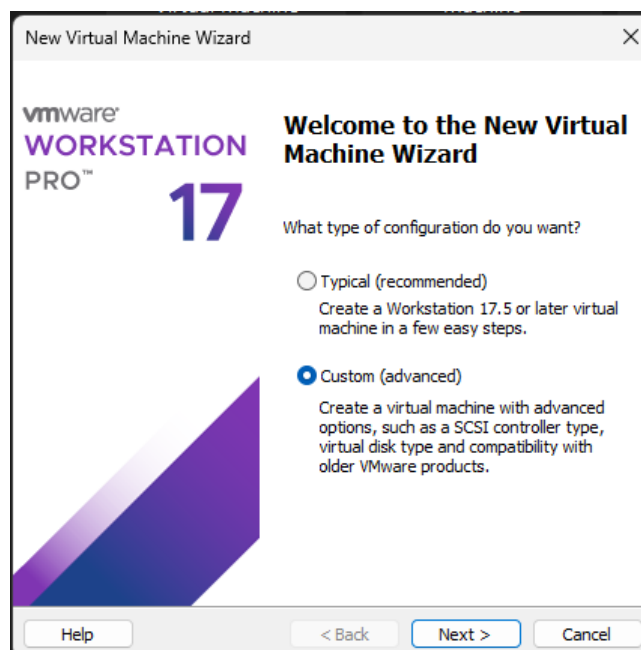 New Virtual Machine Wizard
vmware
WORKSTATION
PRO™
17
Welcome to the New Virtual
Machine Wizard
What type of configuration do you want?
Typical (recommended)
Create a Workstation 17.5 or later virtual
machine in a few easy steps.
Custom (advanced)
Create a virtual machine with advanced
options, such as a SCSI controller type,
virtual disk type and compatibility with
older VMware products.
Help
< Back
Next >
Cancel